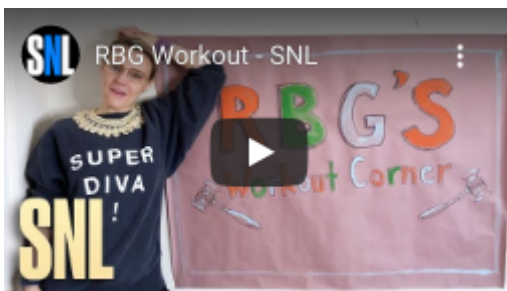 SNL
RBG Workout - SNL
SUPER
DIVA
!
RBG'S
Workout Corner
SNL